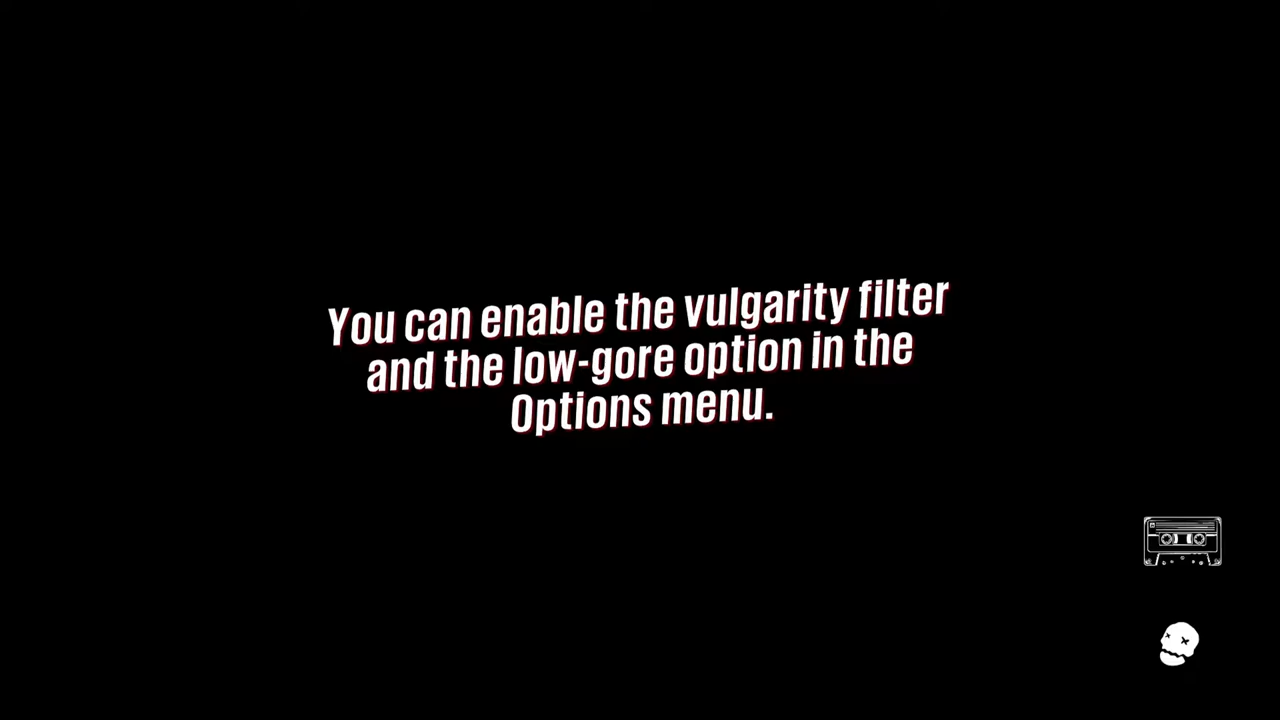 You can enable the vulgarity filter
and the low-gore option in the
Options menu.